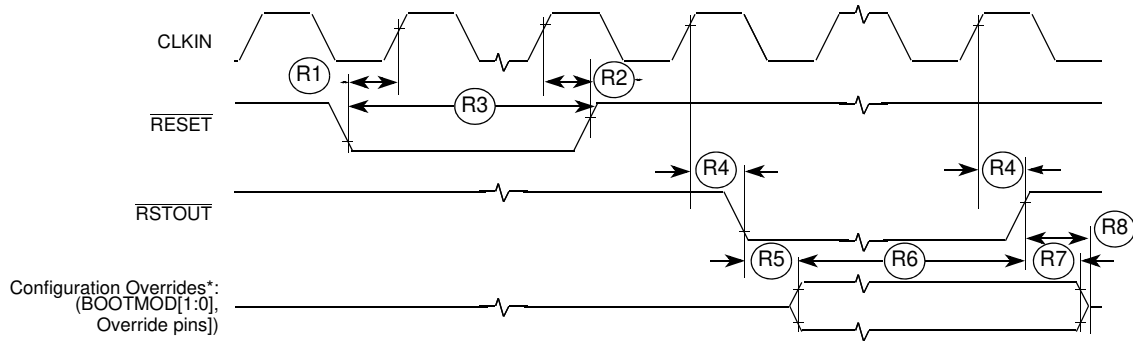 CLKIN
R1
R2
R3
RESET
R4
R4
RSTOUT
R8
R5
R6
R7
Configuration Overrides*:
(BOOTMOD[1:0],
Override pins])